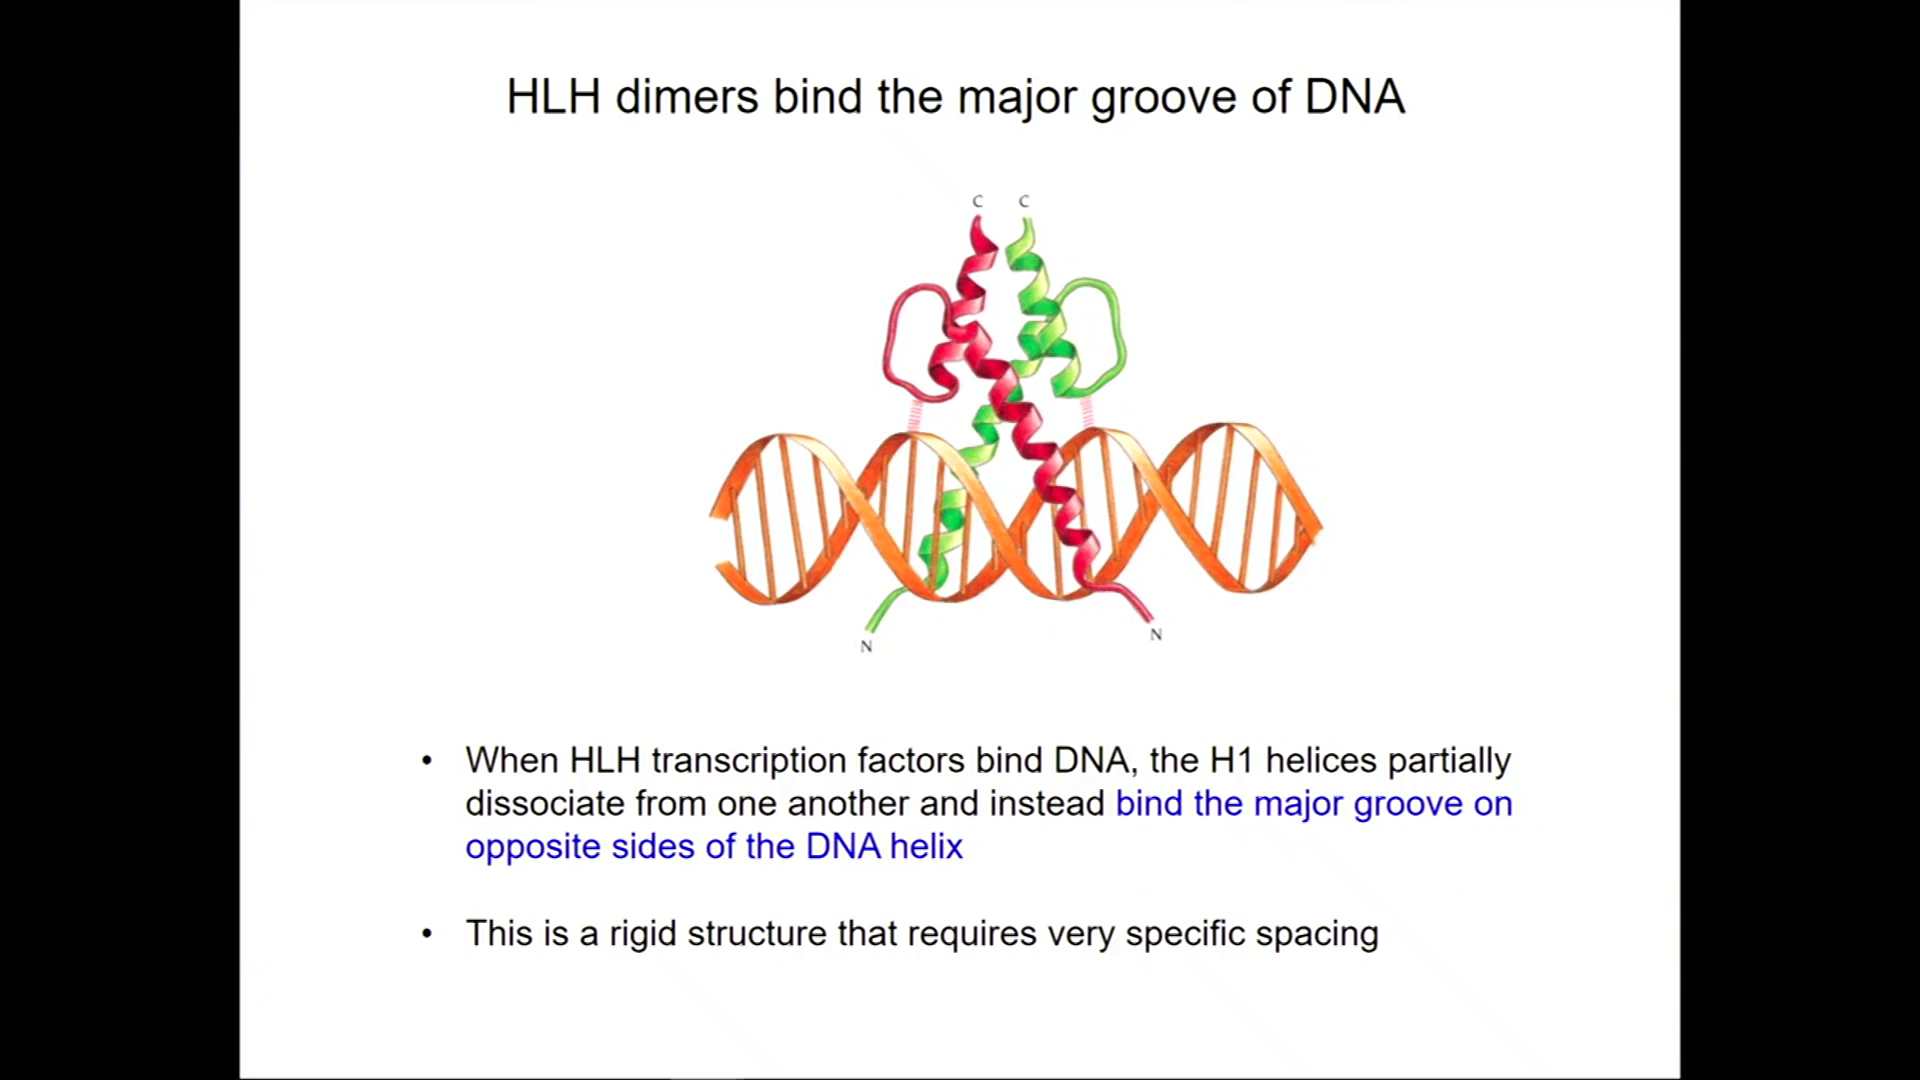 HLH dimers bind the major groove of DNA
C C
N
N
• When HLH transcription factors bind DNA, the H1 helices partially
dissociate from one another and instead bind the major groove on
opposite sides of the DNA helix
• This is a rigid structure that requires very specific spacing